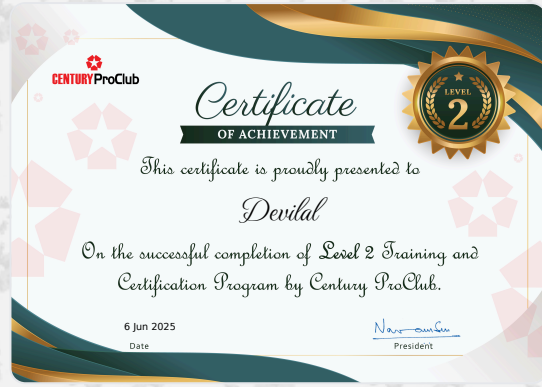 CENTURY ProClub
Certificate
OF ACHIEVEMENT
LEVEL
2
This certificate is proudly presented to
Devilal
On the successful completion of Level 2 Training and
Certification Program by Century ProClub.
6 Jun 2025
Date
President